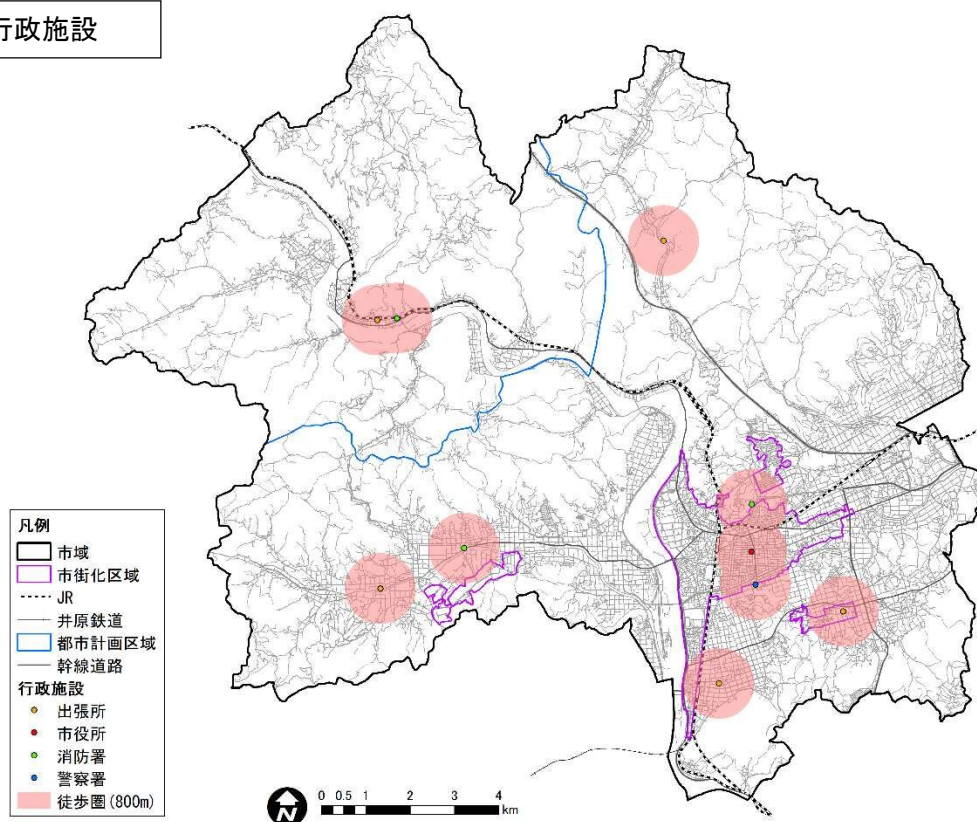 行政施設
凡例
市域
市街化区域
JR
井原鉄道
都市計画区域
幹線道路
行政施設
出張所
市役所
消防署
警察署
徒歩圏(800m)
N
0 0.5 1 2 3 4
km